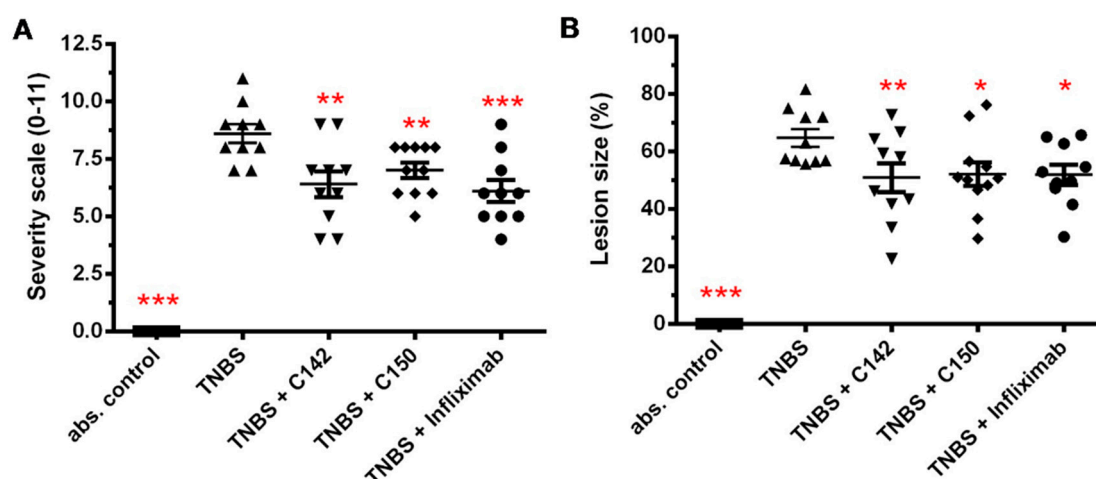 A
Severity scale (0-11)
12.5
10.0
7.5
5.0
2.5
0.0
***
**
**
***
abs. control
TNBS
TNBS + C142
TNBS + C150
TNBS + Infliximab
B
Lesion size (%)
100
80
60
40
20
0
***
**
*
*
abs. control
TNBS
TNBS + C142
TNBS + C150
TNBS + Infliximab